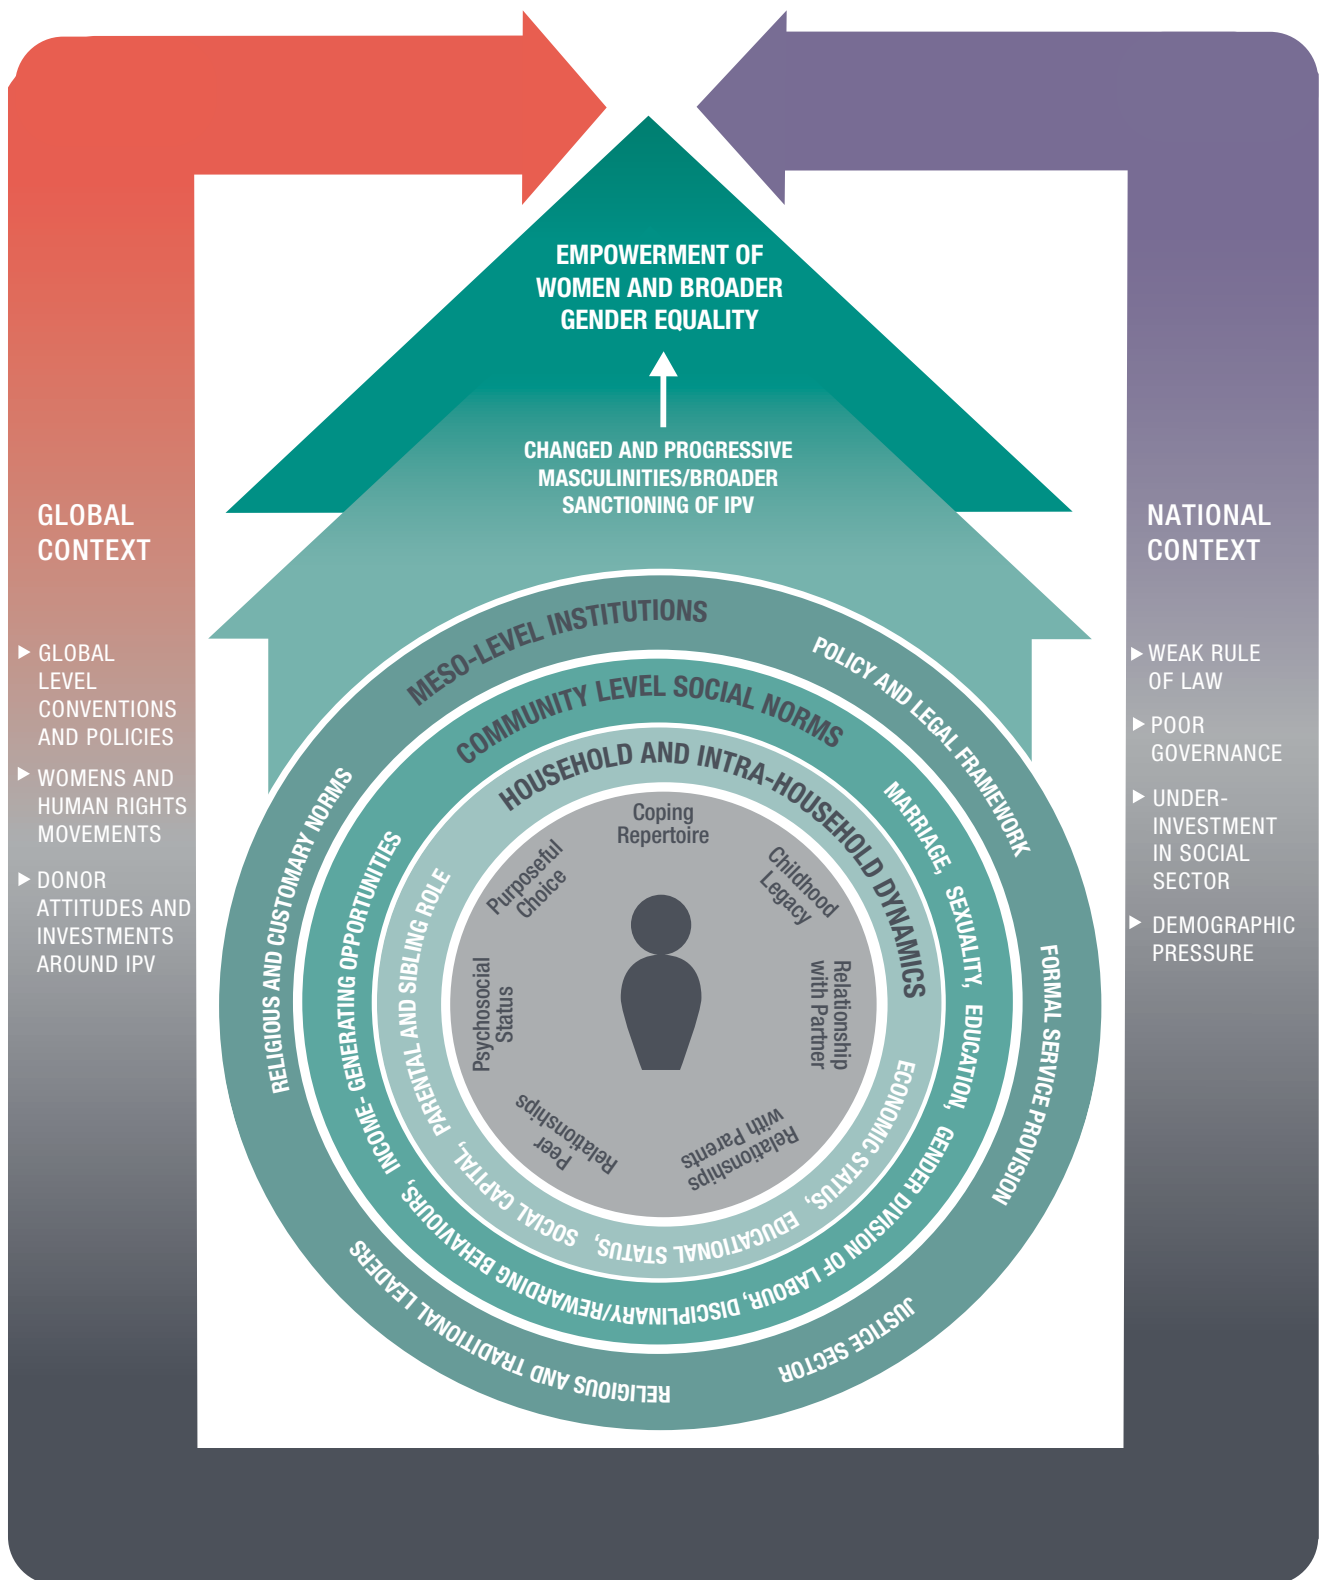 EMPOWERMENT OF
WOMEN AND BROADER
GENDER EQUALITY
CHANGED AND PROGRESSIVE
MASCULINITIES/BROADER
SANCTIONING OF IPV
GLOBAL
CONTEXT
▶ GLOBAL
LEVEL
CONVENTIONS
AND POLICIES
▶ WOMENS AND
HUMAN RIGHTS
MOVEMENTS
▶ DONOR
ATTITUDES AND
INVESTMENTS
AROUND IPV
NATIONAL
CONTEXT
▶ WEAK RULE
OF LAW
▶ POOR
GOVERNANCE
▶ UNDER-
INVESTMENT
IN SOCIAL
SECTOR
▶ DEMOGRAPHIC
PRESSURE
MESO-LEVEL INSTITUTIONS
POLICY AND LEGAL FRAMEWORK
FORMAL SERVICE PROVISION
JUSTICE SECTOR
RELIGIOUS AND TRADITIONAL LEADERS
RELIGIOUS AND CUSTOMARY NORMS
COMMUNITY LEVEL SOCIAL NORMS
MARRIAGE, SEXUALITY, EDUCATION, GENDER DIVISION OF LABOUR, DISCIPLINARY/REWARDING BEHAVIOURS, INCOME- GENERATING OPPORTUNITIES
HOUSEHOLD AND INTRA-HOUSEHOLD DYNAMICS
ECONOMIC STATUS, EDUCATIONAL STATUS, SOCIAL CAPITAL, PARENTAL AND SIBLING ROLE
Coping
Repertoire
Childhood
Legacy
Relationship
with Partner
Relationships
with Parents
Peer
Relationships
Psychosocial
Status
Purposeful
Choice